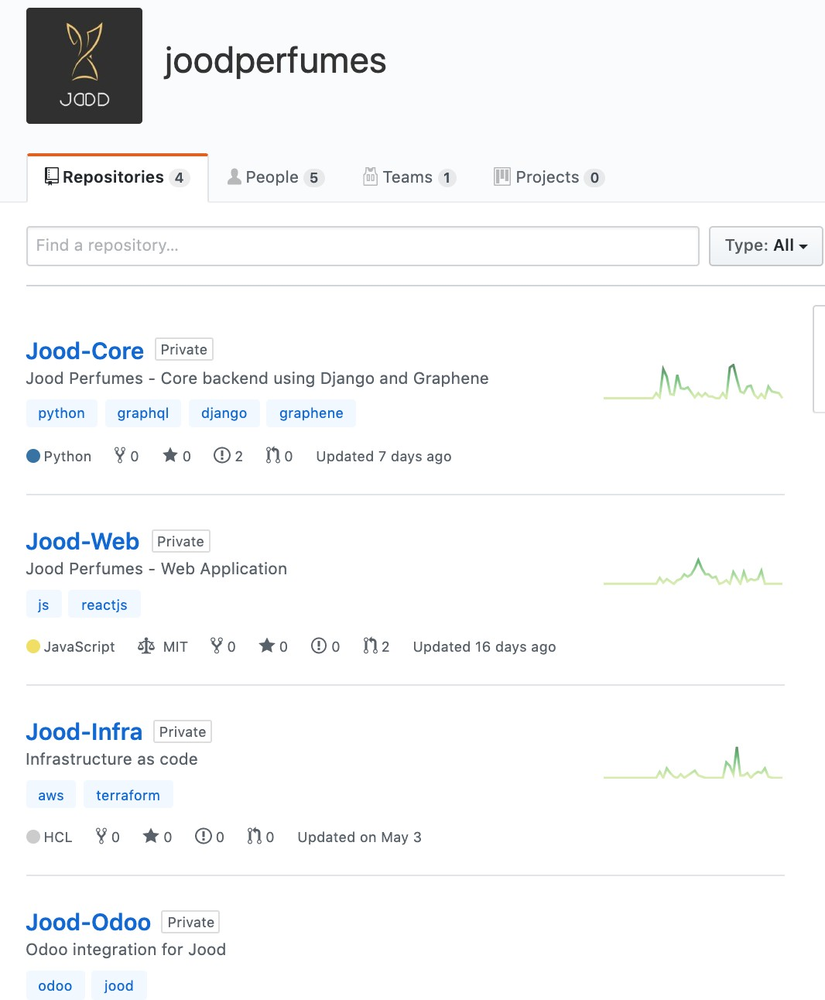 JOOD
joodperfumes
Repositories 4 People 5 Teams 1 Projects 0
Find a repository... Type: All
Jood-Core Private
Jood Perfumes - Core backend using Django and Graphene
python graphql django graphene
Python 0 0 2 0 Updated 7 days ago
Jood-Web Private
Jood Perfumes - Web Application
js reactjs
JavaScript MIT 0 0 0 2 Updated 16 days ago
Jood-Infra Private
Infrastructure as code
aws terraform
HCL 0 0 0 0 Updated on May 3
Jood-Odoo Private
Odoo integration for Jood
odoo jood